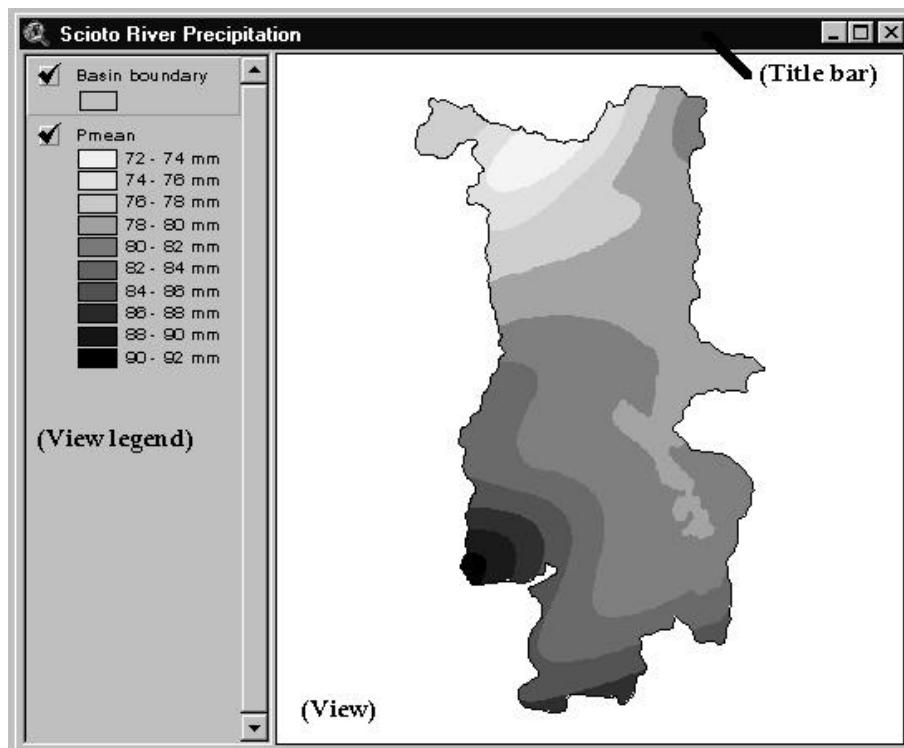 Scioto River Precipitation
(Title bar)
Basin boundary
Pmean
72 - 74 mm
74 - 76 mm
76 - 78 mm
78 - 80 mm
80 - 82 mm
82 - 84 mm
84 - 86 mm
86 - 88 mm
88 - 90 mm
90 - 92 mm
(View legend)
(View)